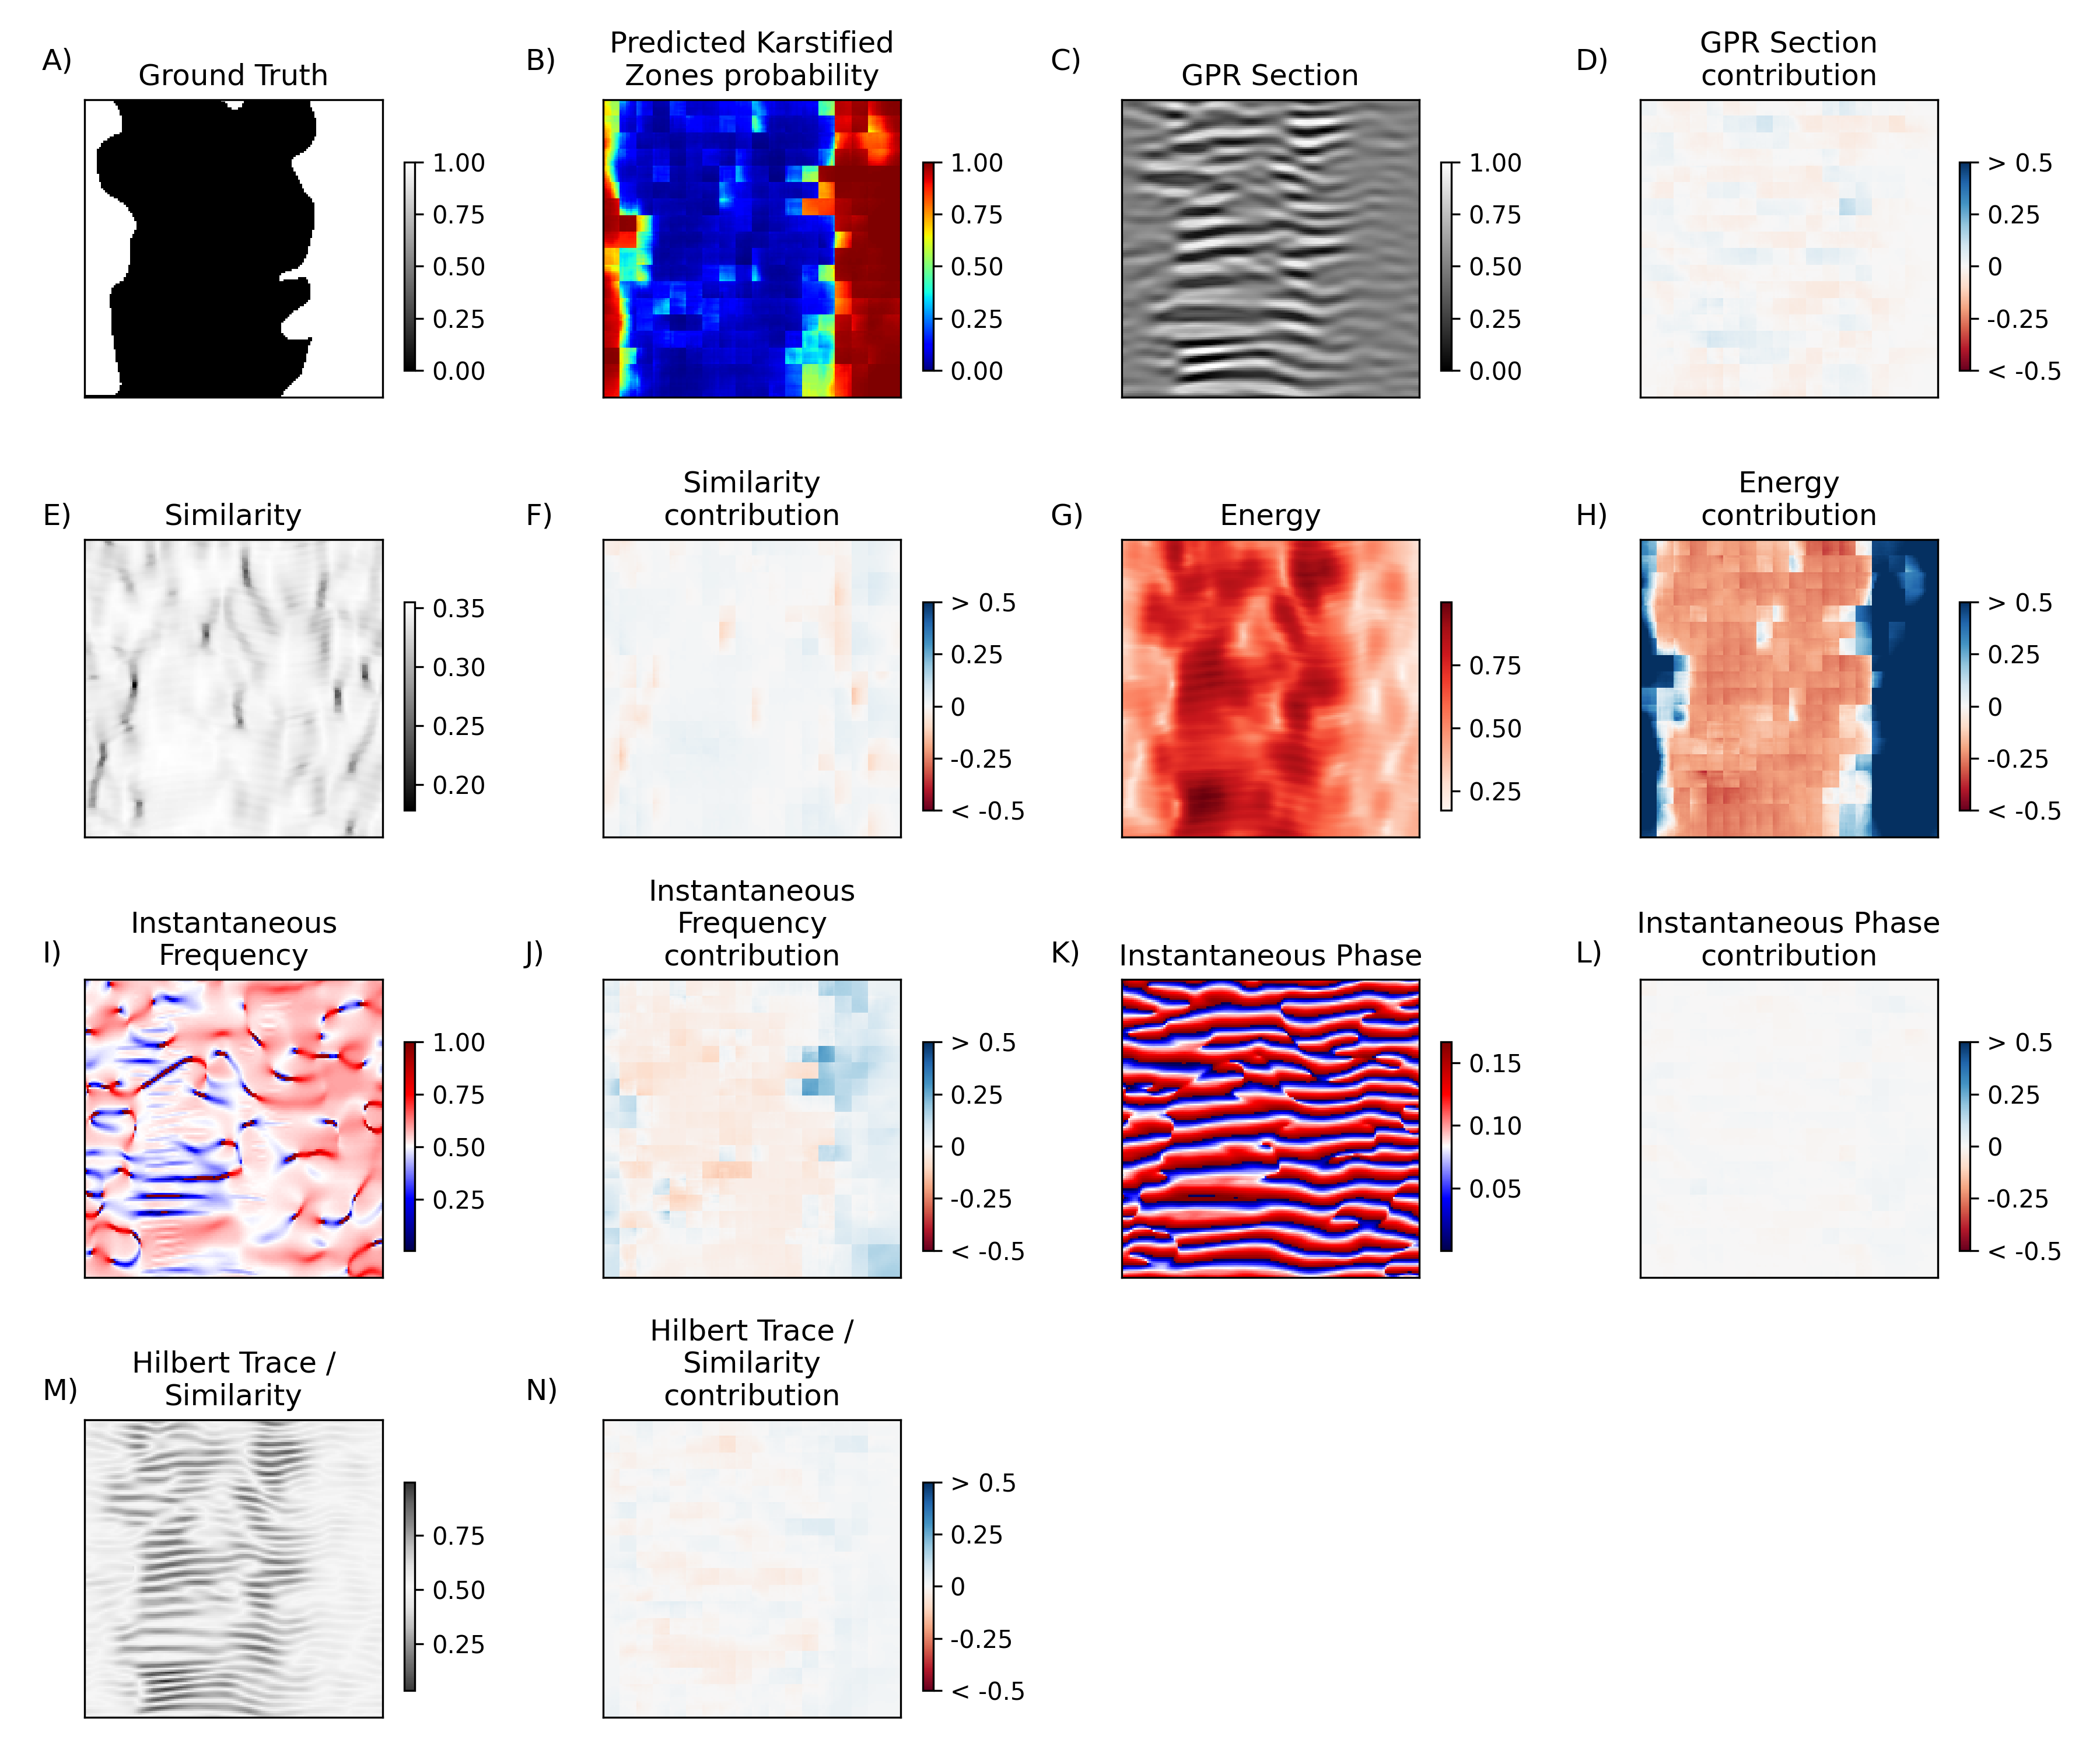 A)
Ground Truth
1.00
0.75
0.50
0.25
0.00
B)
Predicted Karstified
Zones probability
1.00
0.75
0.50
0.25
0.00
C)
GPR Section
1.00
0.75
0.50
0.25
0.00
D)
GPR Section
contribution
> 0.5
0.25
0
-0.25
< -0.5
E)
Similarity
0.35
0.30
0.25
0.20
F)
Similarity
contribution
> 0.5
0.25
0
-0.25
< -0.5
G)
Energy
0.75
0.50
0.25
H)
Energy
contribution
> 0.5
0.25
0
-0.25
< -0.5
I)
Instantaneous
Frequency
1.00
0.75
0.50
0.25
J)
Instantaneous
Frequency
contribution
> 0.5
0.25
0
-0.25
< -0.5
K)
Instantaneous Phase
0.15
0.10
0.05
L)
Instantaneous Phase
contribution
> 0.5
0.25
0
-0.25
< -0.5
M)
Hilbert Trace /
Similarity
0.75
0.50
0.25
N)
Hilbert Trace /
Similarity
contribution
> 0.5
0.25
0
-0.25
< -0.5